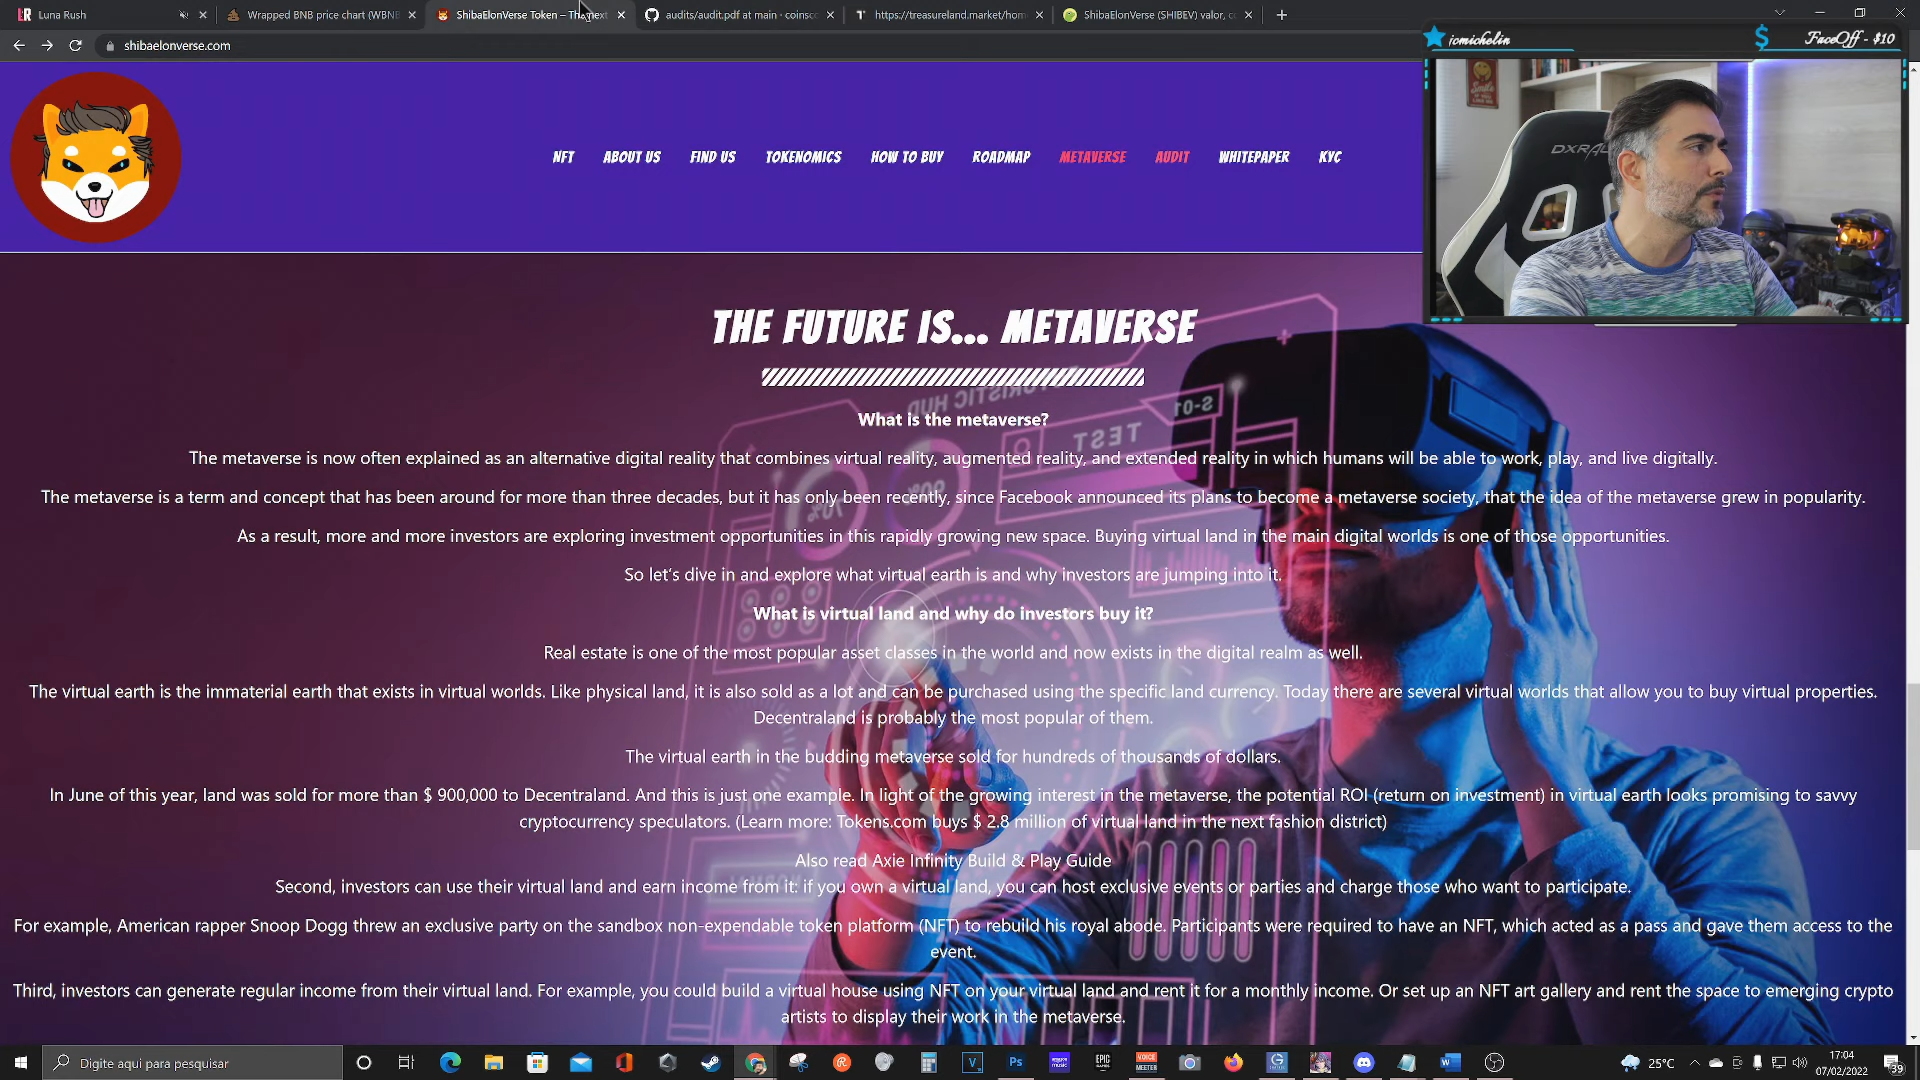 Luna Rush
Wrapped BNB price chart (WBNB
ShibaElonVerse Token – The next
audits/audit.pdf at main · coinsco
https://treasureland.market/hom
ShibaElonVerse (SHIBEV) valor, c
shibaelonverse.com
icmichelin
FaceOff - $10
NFT
ABOUT US
FIND US
TOKENOMICS
HOW TO BUY
ROADMAP
METAVERSE
AUDIT
WHITEPAPER
KYC
THE FUTURE IS... METAVERSE
What is the metaverse?
The metaverse is now often explained as an alternative digital reality that combines virtual reality, augmented reality, and extended reality in which humans will be able to work, play, and live digitally.
The metaverse is a term and concept that has been around for more than three decades, but it has only been recently, since Facebook announced its plans to become a metaverse society, that the idea of the metaverse grew in popularity.
As a result, more and more investors are exploring investment opportunities in this rapidly growing new space. Buying virtual land in the main digital worlds is one of those opportunities.
So let's dive in and explore what virtual earth is and why investors are jumping into it.
What is virtual land and why do investors buy it?
Real estate is one of the most popular asset classes in the world and now exists in the digital realm as well.
The virtual earth is the immaterial earth that exists in virtual worlds. Like physical land, it is also sold as a lot and can be purchased using the specific land currency. Today there are several virtual worlds that allow you to buy virtual properties.
Decentraland is probably the most popular of them.
The virtual earth in the budding metaverse sold for hundreds of thousands of dollars.
In June of this year, land was sold for more than $ 900,000 to Decentraland. And this is just one example. In light of the growing interest in the metaverse, the potential ROI (return on investment) in virtual earth looks promising to savvy
cryptocurrency speculators. (Learn more: Tokens.com buys $ 2.8 million of virtual land in the next fashion district)
Also read Axie Infinity Build & Play Guide
Second, investors can use their virtual land and earn income from it: if you own a virtual land, you can host exclusive events or parties and charge those who want to participate.
For example, American rapper Snoop Dogg threw an exclusive party on the sandbox non-expendable token platform (NFT) to rebuild his royal abode. Participants were required to have an NFT, which acted as a pass and gave them access to the
event.
Third, investors can generate regular income from their virtual land. For example, you could build a virtual house using NFT on your virtual land and rent it for a monthly income. Or set up an NFT art gallery and rent the space to emerging crypto
artists to display their work in the metaverse.
FUTURISTIC HUD
S-01
TEST
90%
70%
Digite aqui para pesquisar
25°C
17:04
07/02/2022
39